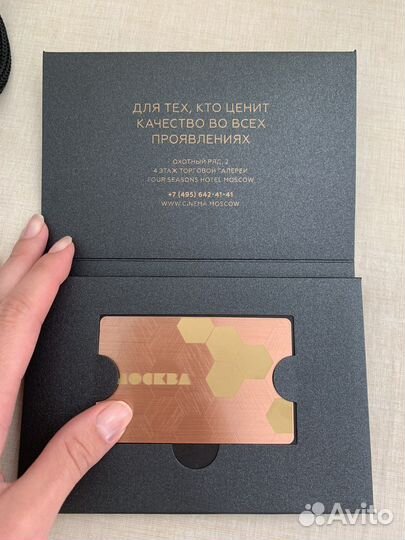 ДЛЯ ТЕХ, КТО ЦЕНИТ
КАЧЕСТВО ВО ВСЕХ
ПРОЯВЛЕНИЯХ
ОХОТНЫЙ РЯД, 2
4 ЭТАЖ ТОРГОВОЙ ГАЛЕРЕИ
FOUR SEASONS HOTEL MOSCOW
+7 (495) 642-41-41
WWW.CINEMA.MOSCOW
МОСКВА
Avito